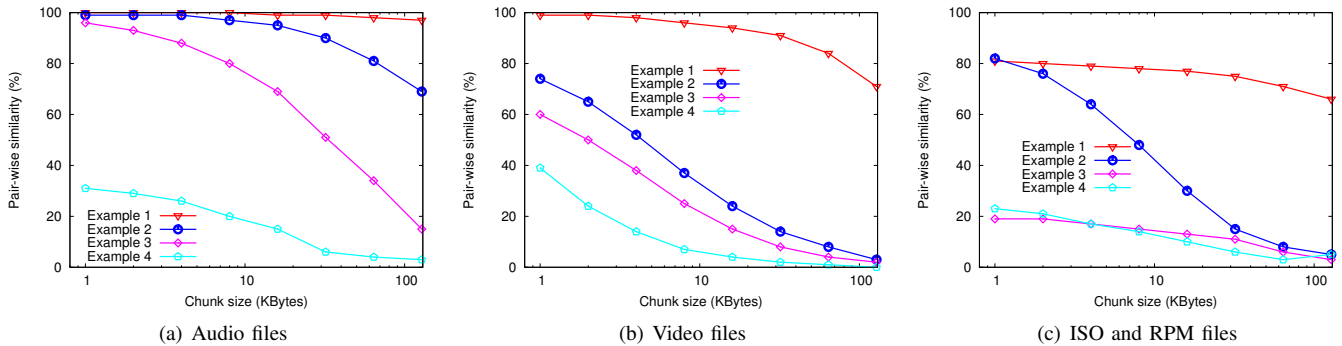 100
80
60
40
20
0
Pair-wise similarity (%)
Example 1
Example 2
Example 3
Example 4
1 10 100
Chunk size (KBytes)
(a) Audio files
100
80
60
40
20
0
Pair-wise similarity (%)
Example 1
Example 2
Example 3
Example 4
1 10 100
Chunk size (KBytes)
(b) Video files
100
80
60
40
20
0
Pair-wise similarity (%)
Example 1
Example 2
Example 3
Example 4
1 10 100
Chunk size (KBytes)
(c) ISO and RPM files